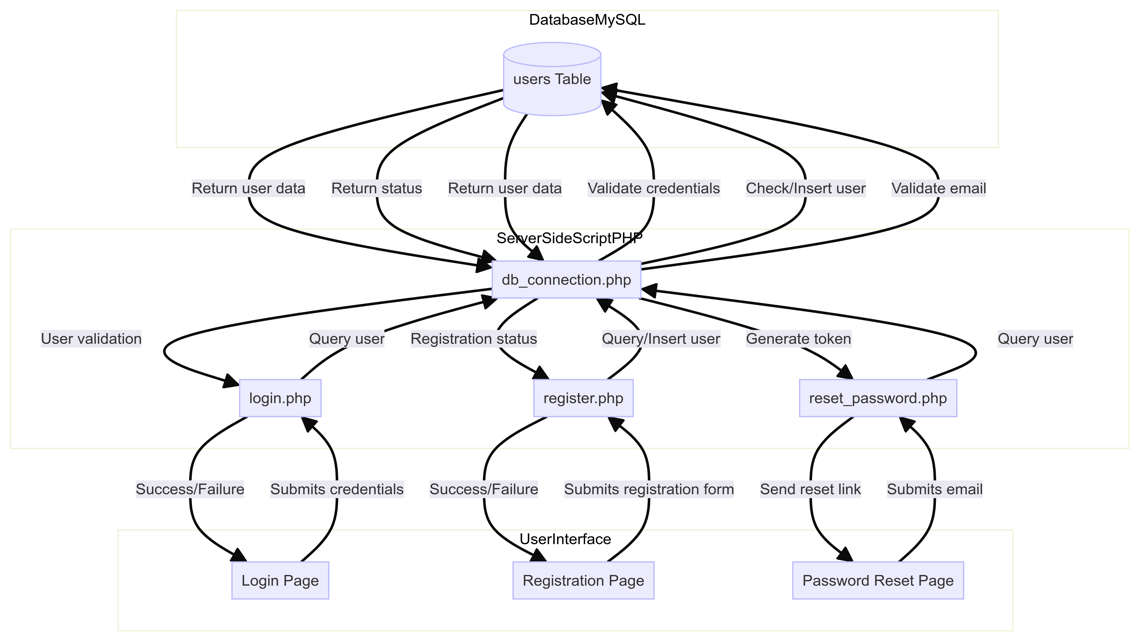 DatabaseMySQL
users Table
Return user data
Return status
Return user data
Validate credentials
Check/Insert user
Validate email
ServerSideScriptPHP
db_connection.php
User validation
Query user
Registration status
Query/Insert user
Generate token
Query user
login.php
register.php
reset_password.php
Success/Failure
Submits credentials
Success/Failure
Submits registration form
Send reset link
Submits email
UserInterface
Login Page
Registration Page
Password Reset Page